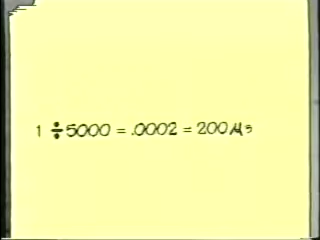 1 ÷ 5000 = .0002 = 200 μs